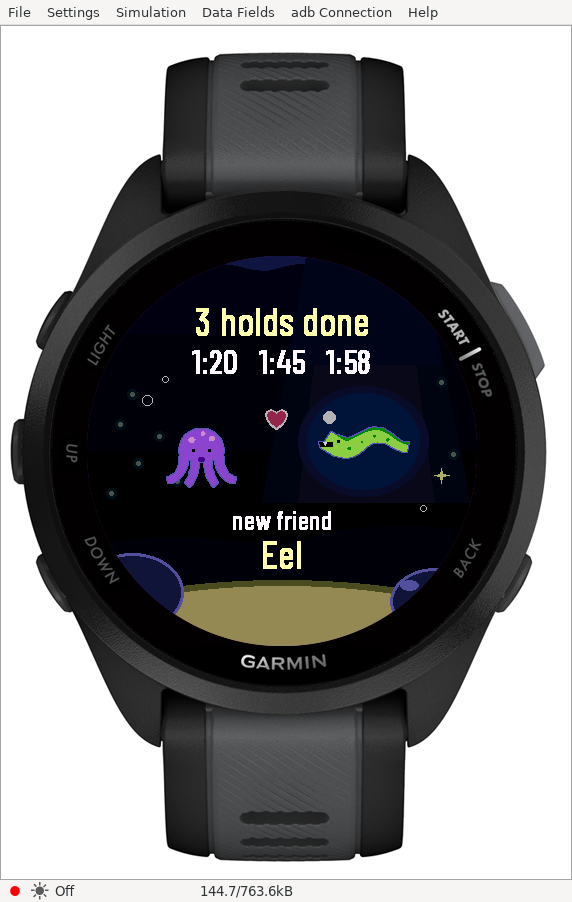 File Settings Simulation Data Fields adb Connection Help
LIGHT
START
STOP
3 holds done
1:20 1:45 1:58
UP
new friend
Eel
DOWN
BACK
GARMIN
Off 144.7/763.6kB